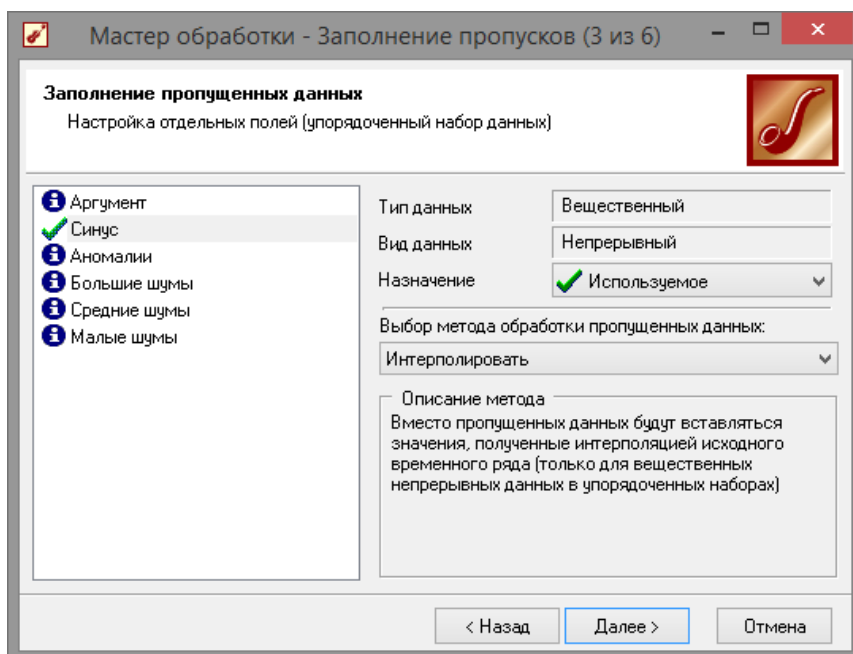 Мастер обработки - Заполнение пропусков (3 из 6)
Заполнение пропущенных данных
Настройка отдельных полей (упорядоченный набор данных)
Аргумент
Синус
Аномалии
Большие шумы
Средние шумы
Малые шумы
Тип данных
Вещественный
Вид данных
Непрерывный
Назначение
Используемое
Выбор метода обработки пропущенных данных:
Интерполировать
Описание метода
Вместо пропущенных данных будут вставляться
значения, полученные интерполяцией исходного
временного ряда (только для вещественных
непрерывных данных в упорядоченных наборах)
< Назад
Далее >
Отмена